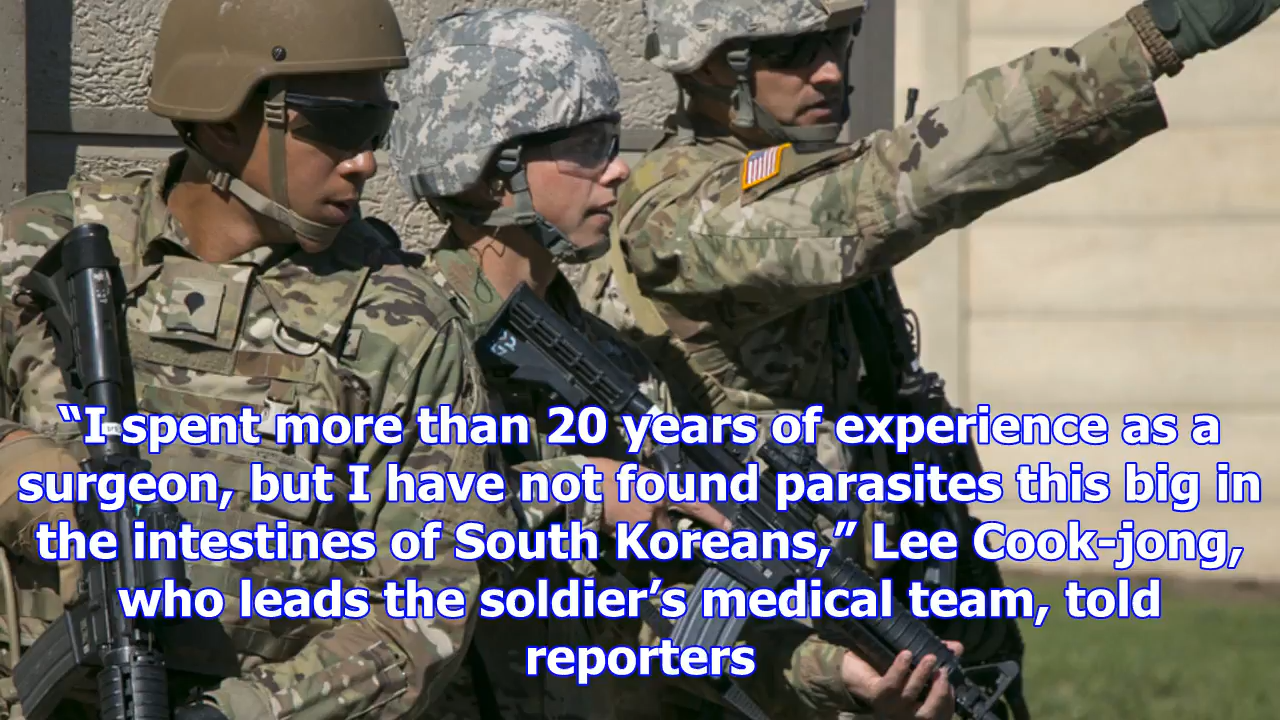 “I spent more than 20 years of experience as a
surgeon, but I have not found parasites this big in
the intestines of South Koreans,” Lee Cook-jong,
who leads the soldier’s medical team, told
reporters